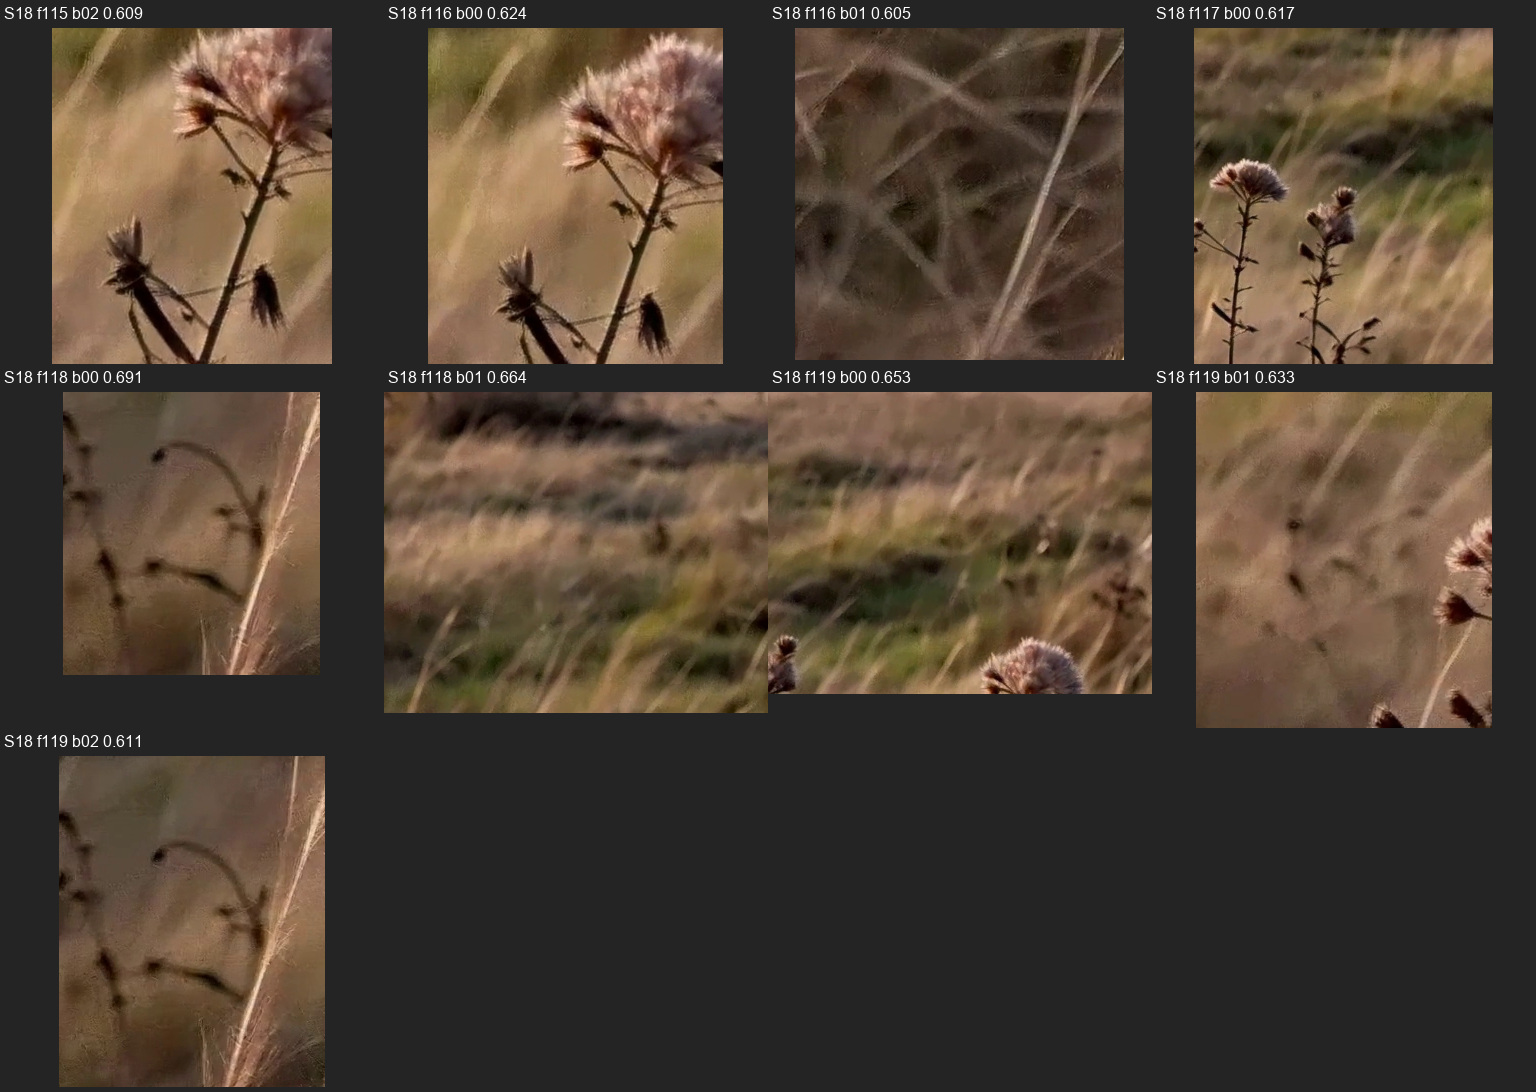 S18 f115 b02 0.609
S18 f116 b00 0.624
S18 f116 b01 0.605
S18 f117 b00 0.617
S18 f118 b00 0.691
S18 f118 b01 0.664
S18 f119 b00 0.653
S18 f119 b01 0.633
S18 f119 b02 0.611